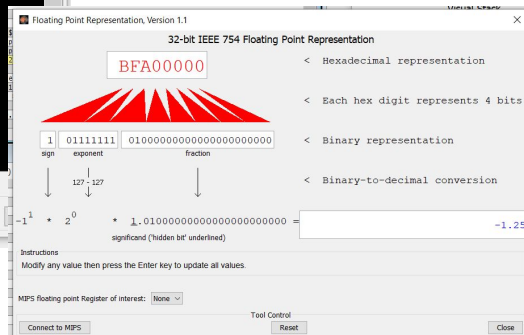 Visual Stack
Floating Point Representation, Version 1.1
32-bit IEEE 754 Floating Point Representation
BFA00000 < Hexadecimal representation
< Each hex digit represents 4 bits
1 01111111 01000000000000000000000 < Binary representation
sign exponent fraction
127 - 127 < Binary-to-decimal conversion
-1 1 * 2 0 * 1.01000000000000000000000 = -1.25
significand ('hidden bit' underlined)
Instructions
Modify any value then press the Enter key to update all values.
MIPS floating point Register of interest: None
Tool Control
Connect to MIPS Reset Close